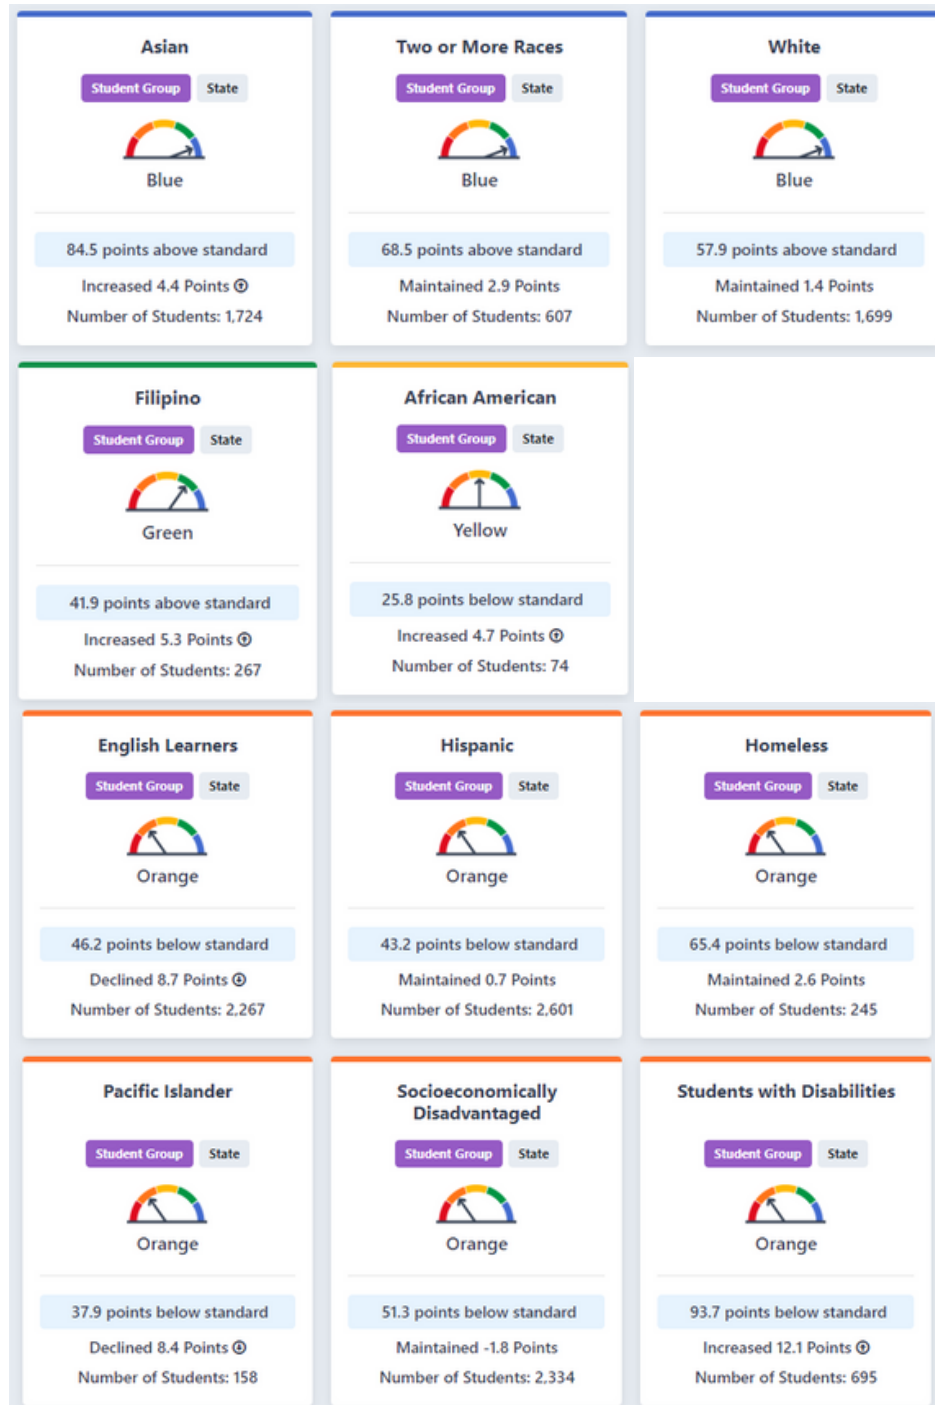 Asian
Student Group State
Blue
84.5 points above standard
Increased 4.4 Points
Number of Students: 1,724
Two or More Races
Student Group State
Blue
68.5 points above standard
Maintained 2.9 Points
Number of Students: 607
White
Student Group State
Blue
57.9 points above standard
Maintained 1.4 Points
Number of Students: 1,699
Filipino
Student Group State
Green
41.9 points above standard
Increased 5.3 Points
Number of Students: 267
African American
Student Group State
Yellow
25.8 points below standard
Increased 4.7 Points
Number of Students: 74
English Learners
Student Group State
Orange
46.2 points below standard
Declined 8.7 Points
Number of Students: 2,267
Hispanic
Student Group State
Orange
43.2 points below standard
Maintained 0.7 Points
Number of Students: 2,601
Homeless
Student Group State
Orange
65.4 points below standard
Maintained 2.6 Points
Number of Students: 245
Pacific Islander
Student Group State
Orange
37.9 points below standard
Declined 8.4 Points
Number of Students: 158
Socioeconomically
Disadvantaged
Student Group State
Orange
51.3 points below standard
Maintained -1.8 Points
Number of Students: 2,334
Students with Disabilities
Student Group State
Orange
93.7 points below standard
Increased 12.1 Points
Number of Students: 695